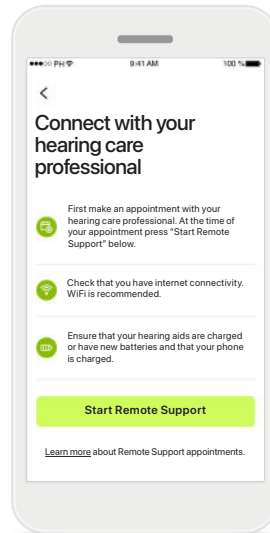 PH
9:41 AM
100 %
Connect with your
hearing care
professional
First make an appointment with your
hearing care professional. At the time of
your appointment press “Start Remote
Support” below.
Check that you have internet connectivity.
WiFi is recommended.
Ensure that your hearing aids are charged
or have new batteries and that your phone
is charged.
Start Remote Support
Learn more about Remote Support appointments.